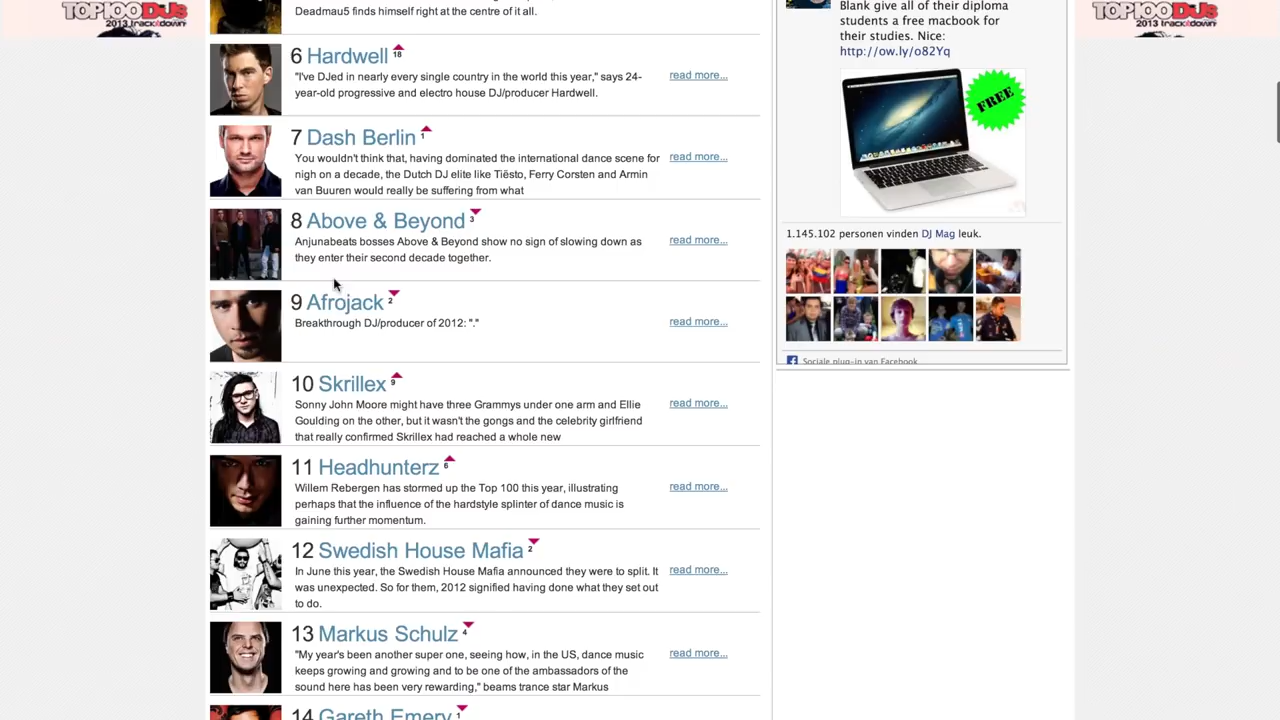 TOP100DJs
2013 track down
Deadmau5 finds himself right at the centre of it all.
6 Hardwell 18
"I've DJed in nearly every single country in the world this year," says 24-
year-old progressive and electro house DJ/producer Hardwell.
read more...
7 Dash Berlin 1
You wouldn't think that, having dominated the international dance scene for
nigh on a decade, the Dutch DJ elite like Tiësto, Ferry Corsten and Armin
van Buuren would really be suffering from what
read more...
8 Above & Beyond 3
Anjunabeats bosses Above & Beyond show no sign of slowing down as
they enter their second decade together.
read more...
9 Afrojack 2
Breakthrough DJ/producer of 2012: "."
read more...
10 Skrillex 9
Sonny John Moore might have three Grammys under one arm and Ellie
Goulding on the other, but it wasn't the gongs and the celebrity girlfriend
that really confirmed Skrillex had reached a whole new
read more...
11 Headhunterz 6
Willem Rebergen has stormed up the Top 100 this year, illustrating
perhaps that the influence of the hardstyle splinter of dance music is
gaining further momentum.
read more...
12 Swedish House Mafia 2
In June this year, the Swedish House Mafia announced they were to split. It
was unexpected. So for them, 2012 signified having done what they set out
to do.
read more...
13 Markus Schulz 4
"My year's been another super one, seeing how, in the US, dance music
keeps growing and growing and to be one of the ambassadors of the
sound here has been very rewarding," beams trance star Markus
read more...
14 Gareth Emery 1
Blank give all of their diploma
students a free macbook for
their studies. Nice:
http://ow.ly/o82Yq
FREE
1.145.102 personen vinden DJ Mag leuk.
Sociale plug-in van Facebook
TOP100DJs
2013 track down